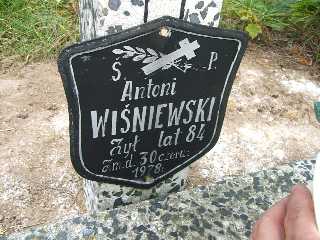 Ś. P.
Antoni
WIŚNIEWSKI
Żył lat 84
Zm.d. 30 czerw.
1978.